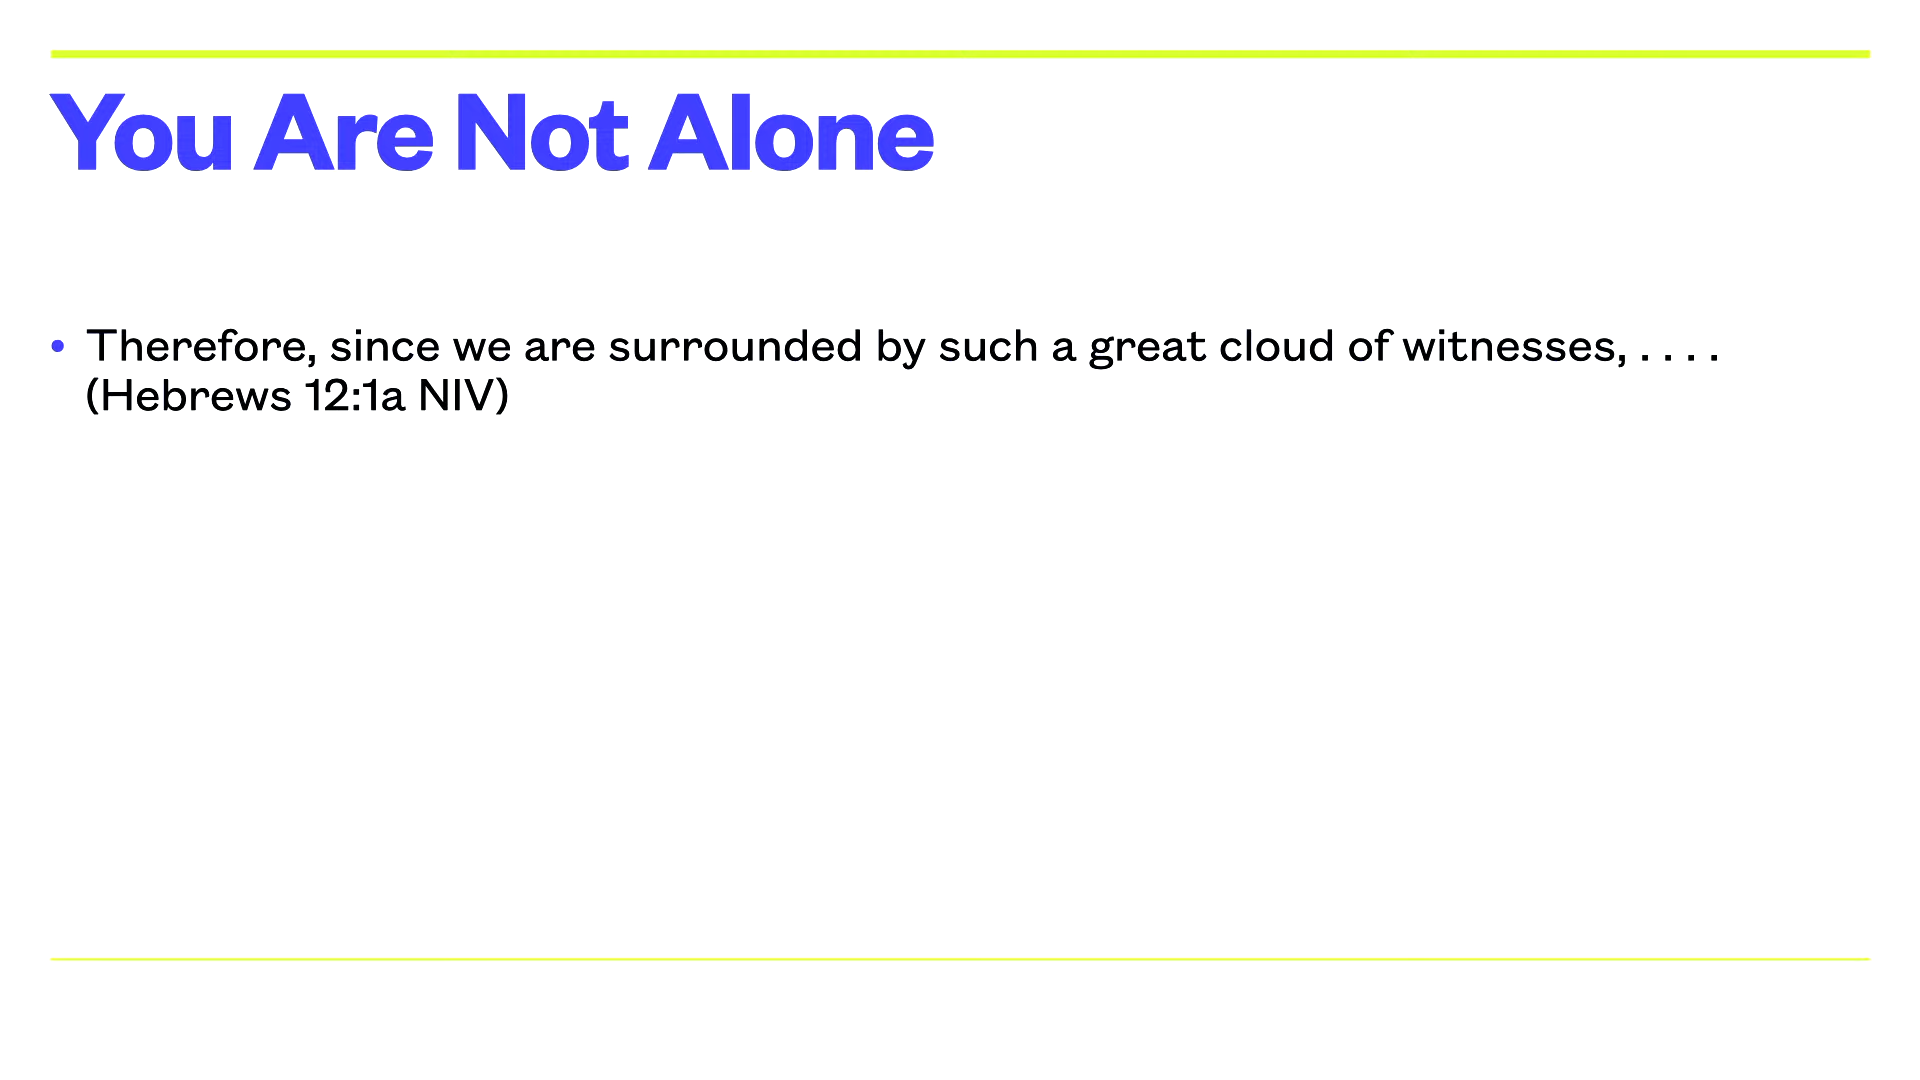 You Are Not Alone
• Therefore, since we are surrounded by such a great cloud of witnesses, . . . .
(Hebrews 12:1a NIV)